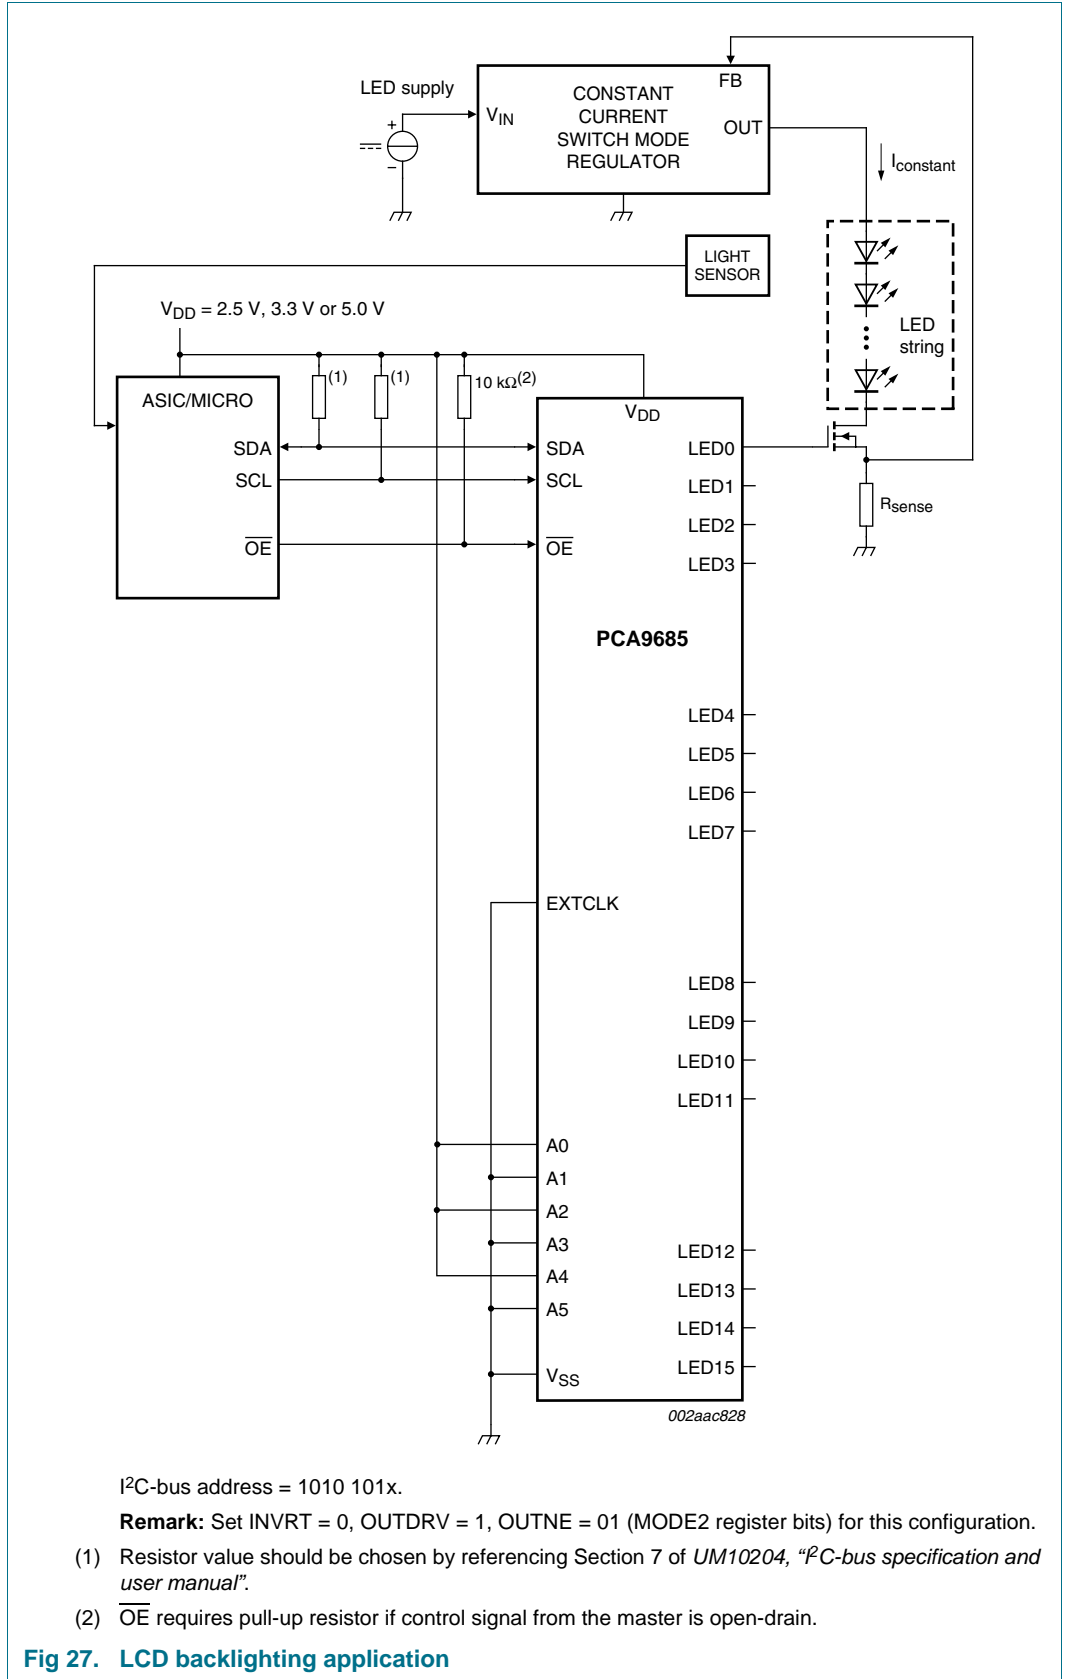 LED supply
V_IN
CONSTANT
CURRENT
SWITCH MODE
REGULATOR
FB
OUT
I_constant
LIGHT
SENSOR
V_DD = 2.5 V, 3.3 V or 5.0 V
LED
string
(1)
(1)
10 kΩ(2)
ASIC/MICRO
SDA
SCL
OE
V_DD
SDA
SCL
OE
LED0
LED1
LED2
LED3
R_sense
PCA9685
LED4
LED5
LED6
LED7
EXTCLK
LED8
LED9
LED10
LED11
A0
A1
A2
A3
A4
A5
V_SS
LED12
LED13
LED14
LED15
002aac828
I²C-bus address = 1010 101x.
Remark: Set INVRT = 0, OUTDRV = 1, OUTNE = 01 (MODE2 register bits) for this configuration.
(1) Resistor value should be chosen by referencing Section 7 of UM10204, “I²C-bus specification and
user manual”.
(2) OE requires pull-up resistor if control signal from the master is open-drain.
Fig 27. LCD backlighting application